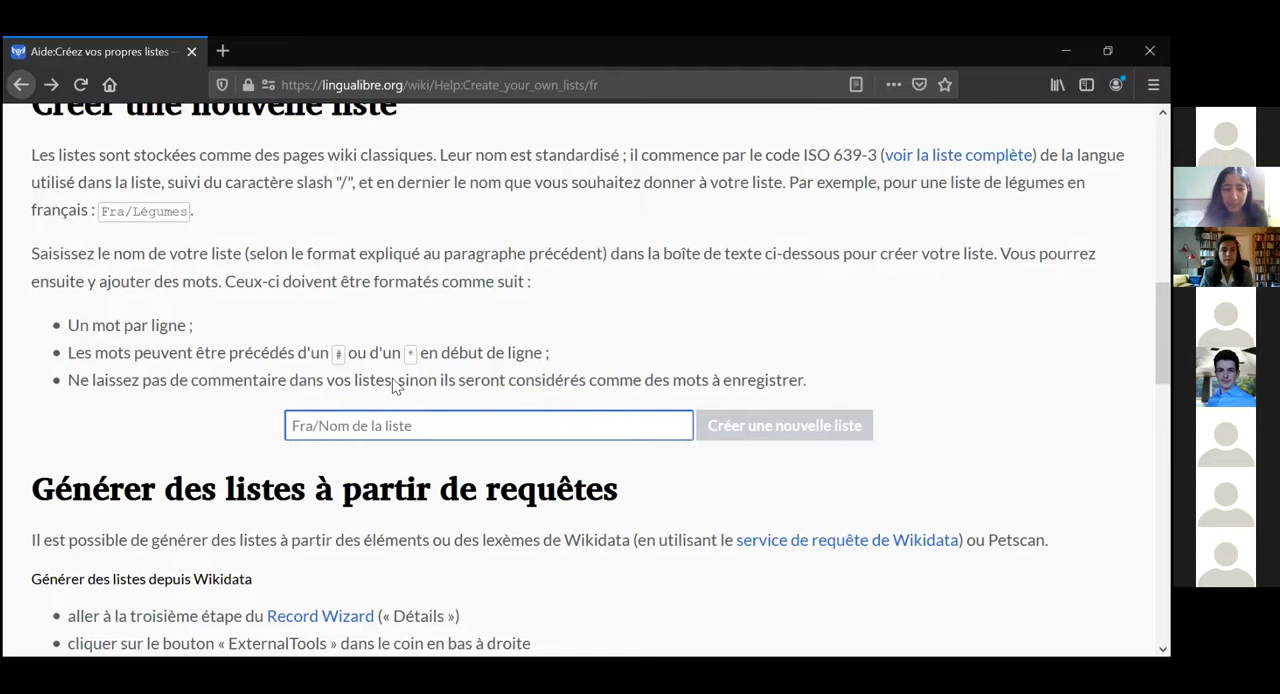 Aide:Créez vos propres listes —
https://lingualibre.org/wiki/Help:Create_your_own_lists/fr
Créer une nouvelle liste
Les listes sont stockées comme des pages wiki classiques. Leur nom est standardisé ; il commence par le code ISO 639-3 (voir la liste complète) de la langue
utilisé dans la liste, suivi du caractère slash "/", et en dernier le nom que vous souhaitez donner à votre liste. Par exemple, pour une liste de légumes en
français : Fra/Légumes.
Saisissez le nom de votre liste (selon le format expliqué au paragraphe précédent) dans la boîte de texte ci-dessous pour créer votre liste. Vous pourrez
ensuite y ajouter des mots. Ceux-ci doivent être formatés comme suit :
• Un mot par ligne ;
• Les mots peuvent être précédés d'un # ou d'un * en début de ligne ;
• Ne laissez pas de commentaire dans vos listes, sinon ils seront considérés comme des mots à enregistrer.
Fra/Nom de la liste Créer une nouvelle liste
Générer des listes à partir de requêtes
Il est possible de générer des listes à partir des éléments ou des lexèmes de Wikidata (en utilisant le service de requête de Wikidata) ou Petscan.
Générer des listes depuis Wikidata
• aller à la troisième étape du Record Wizard (« Détails »)
• cliquer sur le bouton « ExternalTools » dans le coin en bas à droite